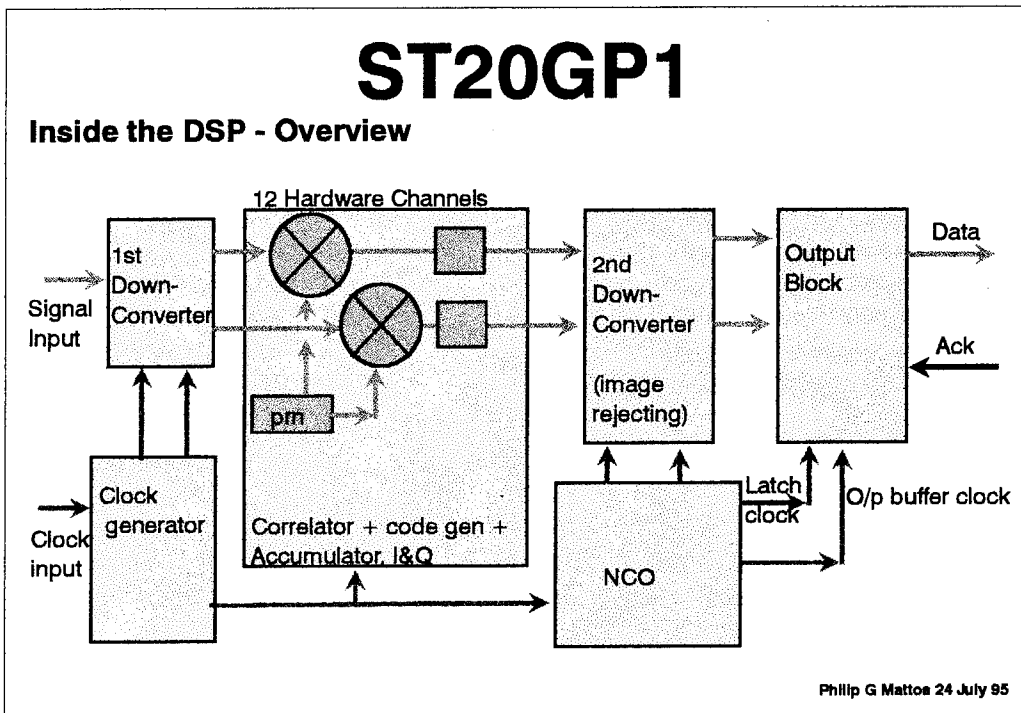 ST20GP1
Inside the DSP - Overview
12 Hardware Channels
1st
Down-
Converter
Signal
Input
prn
2nd
Down-
Converter
(image
rejecting)
Output
Block
Data
Ack
Clock
generator
Clock
input
Correlator + code gen +
Accumulator, I&Q
NCO
Latch
clock
O/p buffer clock
Philip G Mattos 24 July 95